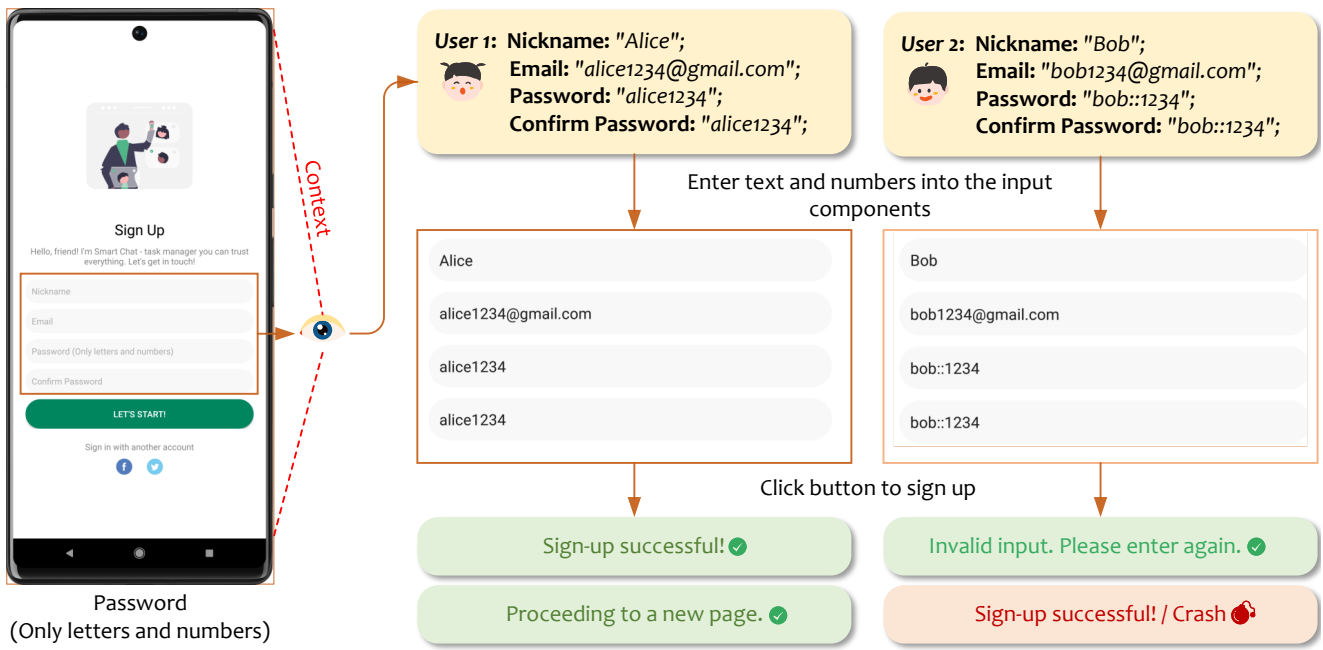 Sign Up
Hello, friend! I'm Smart Chat - task manager you can trust
everything. Let's get in touch!
Nickname
Email
Password (Only letters and numbers)
Confirm Password
LET'S START!
Sign in with another account
f
Password
(Only letters and numbers)
Context
User 1: Nickname: "Alice";
Email: "alice1234@gmail.com";
Password: "alice1234";
Confirm Password: "alice1234";
User 2: Nickname: "Bob";
Email: "bob1234@gmail.com";
Password: "bob::1234";
Confirm Password: "bob::1234";
Enter text and numbers into the input
components
Alice
alice1234@gmail.com
alice1234
alice1234
Bob
bob1234@gmail.com
bob::1234
bob::1234
Click button to sign up
Sign-up successful!
Proceeding to a new page.
Invalid input. Please enter again.
Sign-up successful! / Crash